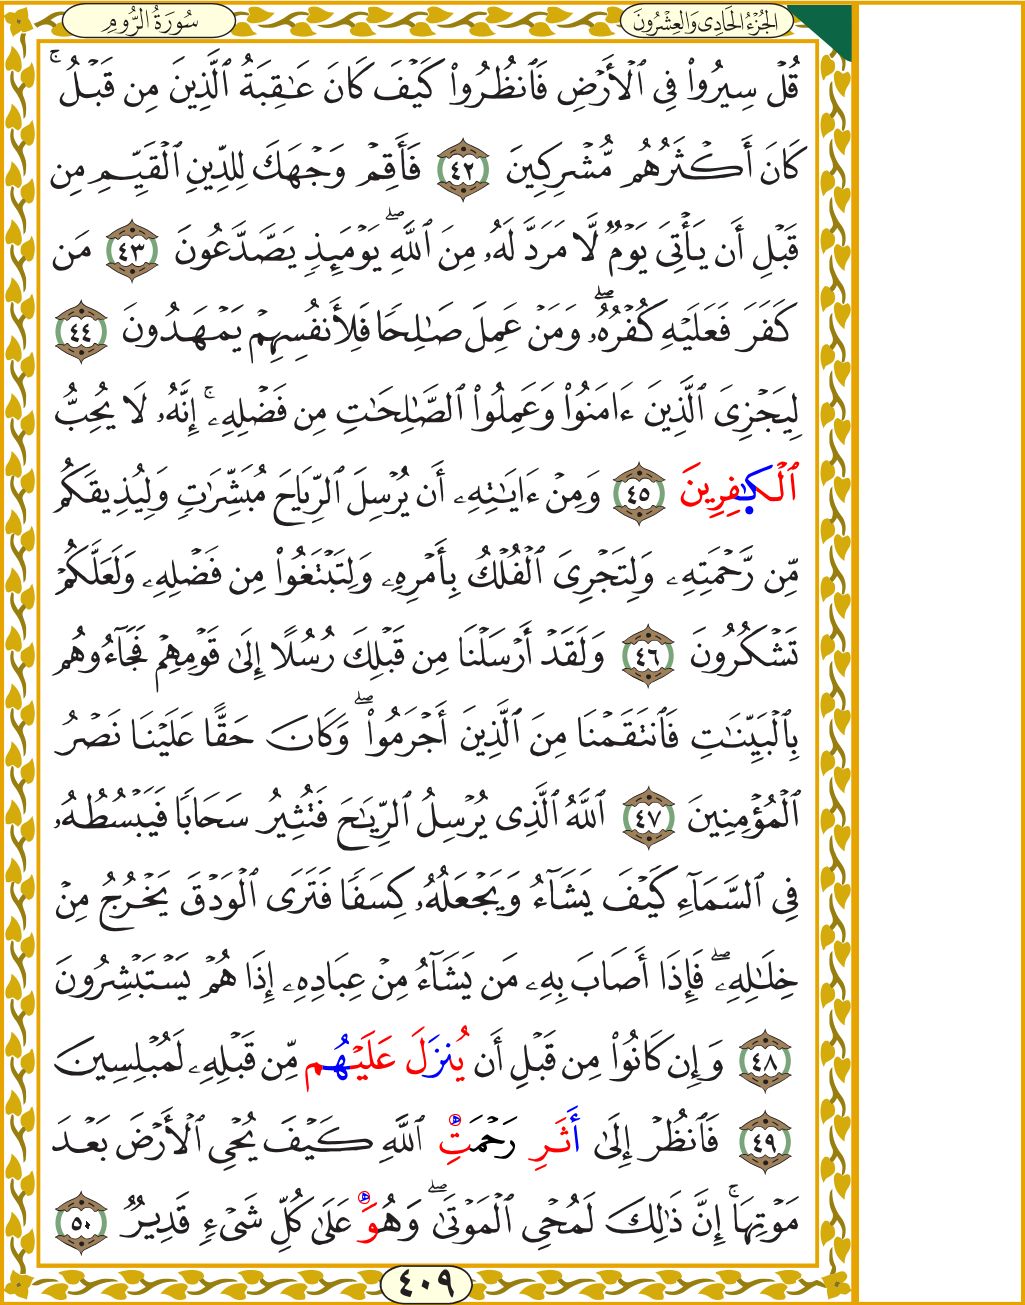 سُورَةُ الرُّومِ
الجُزْءُ الحَادِى وَالعِشْرُونَ
قُلْ سِيرُوا۟ فِى ٱلْأَرْضِ فَٱنظُرُوا۟ كَيْفَ كَانَ عَـٰقِبَةُ ٱلَّذِينَ مِن قَبْلُ ۚ
كَانَ أَكْثَرُهُم مُّشْرِكِينَ ٤٢ فَأَقِمْ وَجْهَكَ لِلدِّينِ ٱلْقَيِّمِ مِن
قَبْلِ أَن يَأْتِىَ يَوْمٌ لَّا مَرَدَّ لَهُۥ مِنَ ٱللَّهِ ۖ يَوْمَئِذٍ يَصَّدَّعُونَ ٤٣ مَن
كَفَرَ فَعَلَيْهِ كُفْرُهُۥ ۖ وَمَنْ عَمِلَ صَـٰلِحًا فَلِأَنفُسِهِمْ يَمْهَدُونَ ٤٤
لِيَجْزِىَ ٱلَّذِينَ ءَامَنُوا۟ وَعَمِلُوا۟ ٱلصَّـٰلِحَـٰتِ مِن فَضْلِهِۦٓ ۚ إِنَّهُۥ لَا يُحِبُّ
ٱلْكَـٰفِرِينَ ٤٥ وَمِنْ ءَايَـٰتِهِۦٓ أَن يُرْسِلَ ٱلرِّيَاحَ مُبَشِّرَٰتٍ وَلِيُذِيقَكُم
مِّن رَّحْمَتِهِۦ وَلِتَجْرِىَ ٱلْفُلْكُ بِأَمْرِهِۦ وَلِتَبْتَغُوا۟ مِن فَضْلِهِۦ وَلَعَلَّكُمْ
تَشْكُرُونَ ٤٦ وَلَقَدْ أَرْسَلْنَا مِن قَبْلِكَ رُسُلًا إِلَىٰ قَوْمِهِمْ فَجَآءُوهُم
بِٱلْبَيِّنَـٰتِ فَٱنتَقَمْنَا مِنَ ٱلَّذِينَ أَجْرَمُوا۟ ۖ وَكَانَ حَقًّا عَلَيْنَا نَصْرُ
ٱلْمُؤْمِنِينَ ٤٧ ٱللَّهُ ٱلَّذِى يُرْسِلُ ٱلرِّيَـٰحَ فَتُثِيرُ سَحَابًا فَيَبْسُطُهُۥ
فِى ٱلسَّمَآءِ كَيْفَ يَشَآءُ وَيَجْعَلُهُۥ كِسَفًا فَتَرَى ٱلْوَدْقَ يَخْرُجُ مِنْ
خِلَـٰلِهِۦ ۖ فَإِذَآ أَصَابَ بِهِۦ مَن يَشَآءُ مِنْ عِبَادِهِۦٓ إِذَا هُمْ يَسْتَبْشِرُونَ
٤٨ وَإِن كَانُوا۟ مِن قَبْلِ أَن يُنزَلَ عَلَيْهُم مِّن قَبْلِهِۦ لَمُبْلِسِينَ
٤٩ فَٱنظُرْ إِلَىٰٓ أَثَرِ رَحْمَتِ ٱللَّهِ كَيْفَ يُحْىِ ٱلْأَرْضَ بَعْدَ
مَوْتِهَآ ۚ إِنَّ ذَٰلِكَ لَمُحْىِ ٱلْمَوْتَىٰ ۖ وَهُوَ عَلَىٰ كُلِّ شَىْءٍ قَدِيرٌ ٥٠
٤٠٩